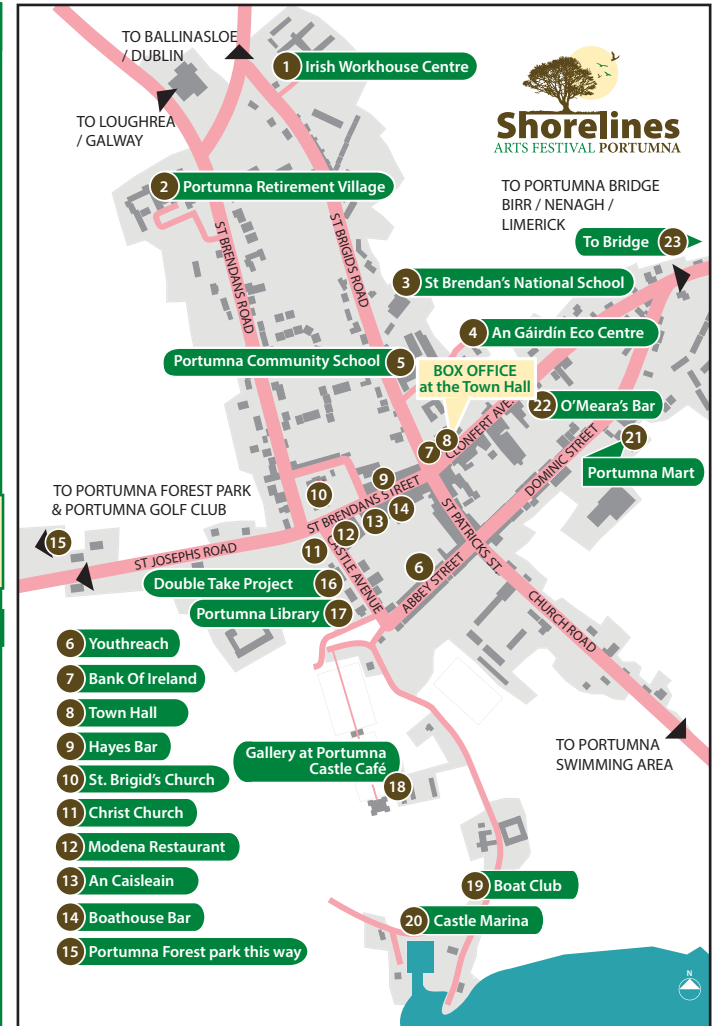 TO BALLINASLOE
/ DUBLIN
1 Irish Workhouse Centre
Shorelines
ARTS FESTIVAL PORTUMNA
TO LOUGHREA
/ GALWAY
2 Portumna Retirement Village
TO PORTUMNA BRIDGE
BIRR / NENAGH /
LIMERICK
To Bridge 23
ST BRENDANS ROAD
ST BRIGIDS ROAD
3 St Brendan's National School
4 An Gáirdín Eco Centre
Portumna Community School 5
BOX OFFICE
at the Town Hall
22 O'Meara's Bar
8
7
CLONFERT AVE
21
Portumna Mart
DOMINIC STREET
TO PORTUMNA FOREST PARK
& PORTUMNA GOLF CLUB
9
10
ST BRENDANS STREET
14
13
12
11
15
ST JOSEPHS ROAD
ST PATRICKS ST.
CASTLE AVENUE
6
ABBEY STREET
CHURCH ROAD
Double Take Project 16
Portumna Library 17
6 Youthreach
7 Bank Of Ireland
8 Town Hall
9 Hayes Bar
10 St. Brigid's Church
11 Christ Church
12 Modena Restaurant
13 An Caisleain
14 Boathouse Bar
15 Portumna Forest park this way
TO PORTUMNA
SWIMMING AREA
Gallery at Portumna
Castle Café
18
19 Boat Club
20 Castle Marina
N